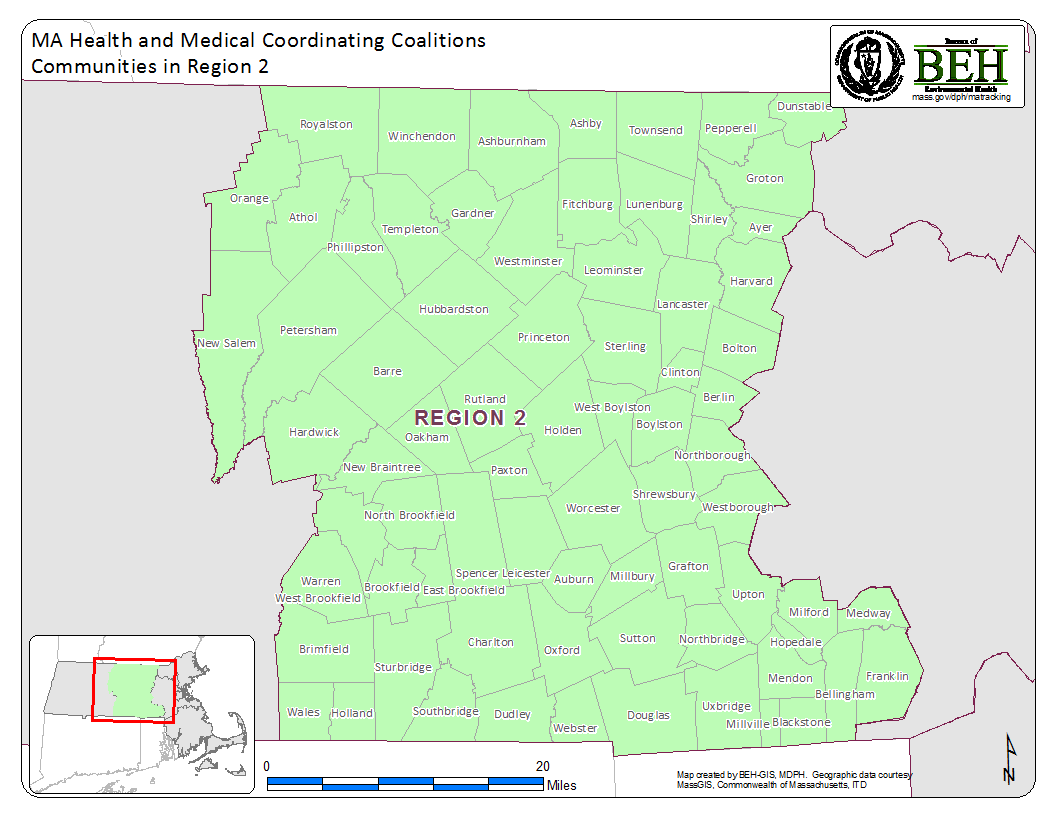 MA Health and Medical Coordinating Coalitions
Communities in Region 2
Bureau of
BEH
Environmental Health
mass.gov/dph/matracking
Dunstable
Royalston
Winchendon
Ashburnham
Ashby
Townsend
Pepperell
Groton
Orange
Athol
Gardner
Fitchburg
Lunenburg
Shirley
Ayer
Templeton
Phillipston
Westminster
Leominster
Harvard
Lancaster
Hubbardston
Petersham
New Salem
Princeton
Sterling
Bolton
Barre
Clinton
Rutland
West Boylston
Berlin
REGION 2
Boylston
Hardwick
Oakham
Holden
Northborough
New Braintree
Paxton
Shrewsbury
Westborough
North Brookfield
Worcester
Grafton
Spencer
Leicester
Auburn
Millbury
Warren
Brookfield
East Brookfield
West Brookfield
Upton
Milford
Medway
Brimfield
Charlton
Oxford
Sutton
Northbridge
Hopedale
Sturbridge
Mendon
Franklin
Bellingham
Wales
Holland
Southbridge
Dudley
Webster
Douglas
Uxbridge
Millville
Blackstone
0
20
Miles
Map created by BEH-GIS, MDPH. Geographic data courtesy
MassGIS, Commonwealth of Massachusetts, ITD
N